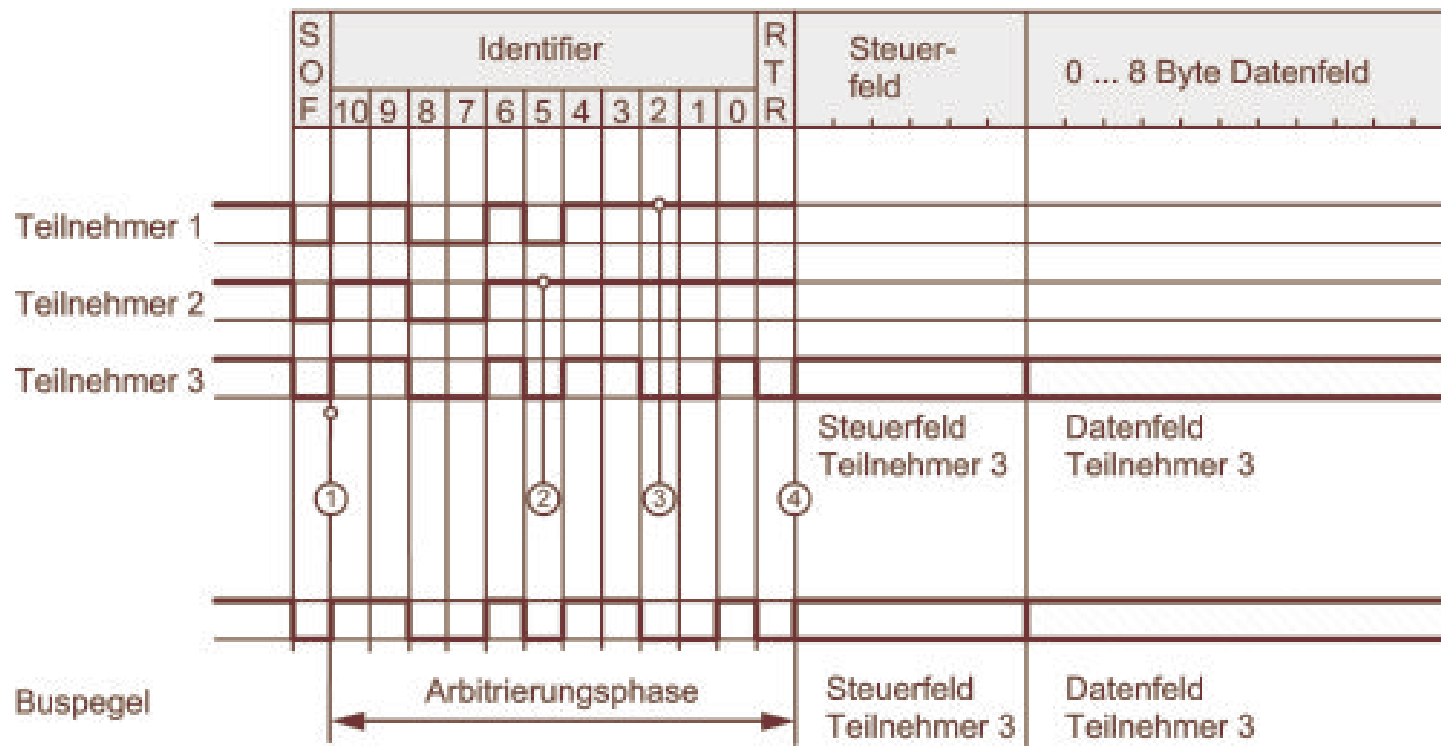 SOF
Identifier
RTR
Steuer-
feld
0 ... 8 Byte Datenfeld
10 9 8 7 6 5 4 3 2 1 0
Teilnehmer 1
Teilnehmer 2
Teilnehmer 3
Steuerfeld
Teilnehmer 3
Datenfeld
Teilnehmer 3
1 2 3 4
Buspegel
Arbitrierungsphase
Steuerfeld
Teilnehmer 3
Datenfeld
Teilnehmer 3